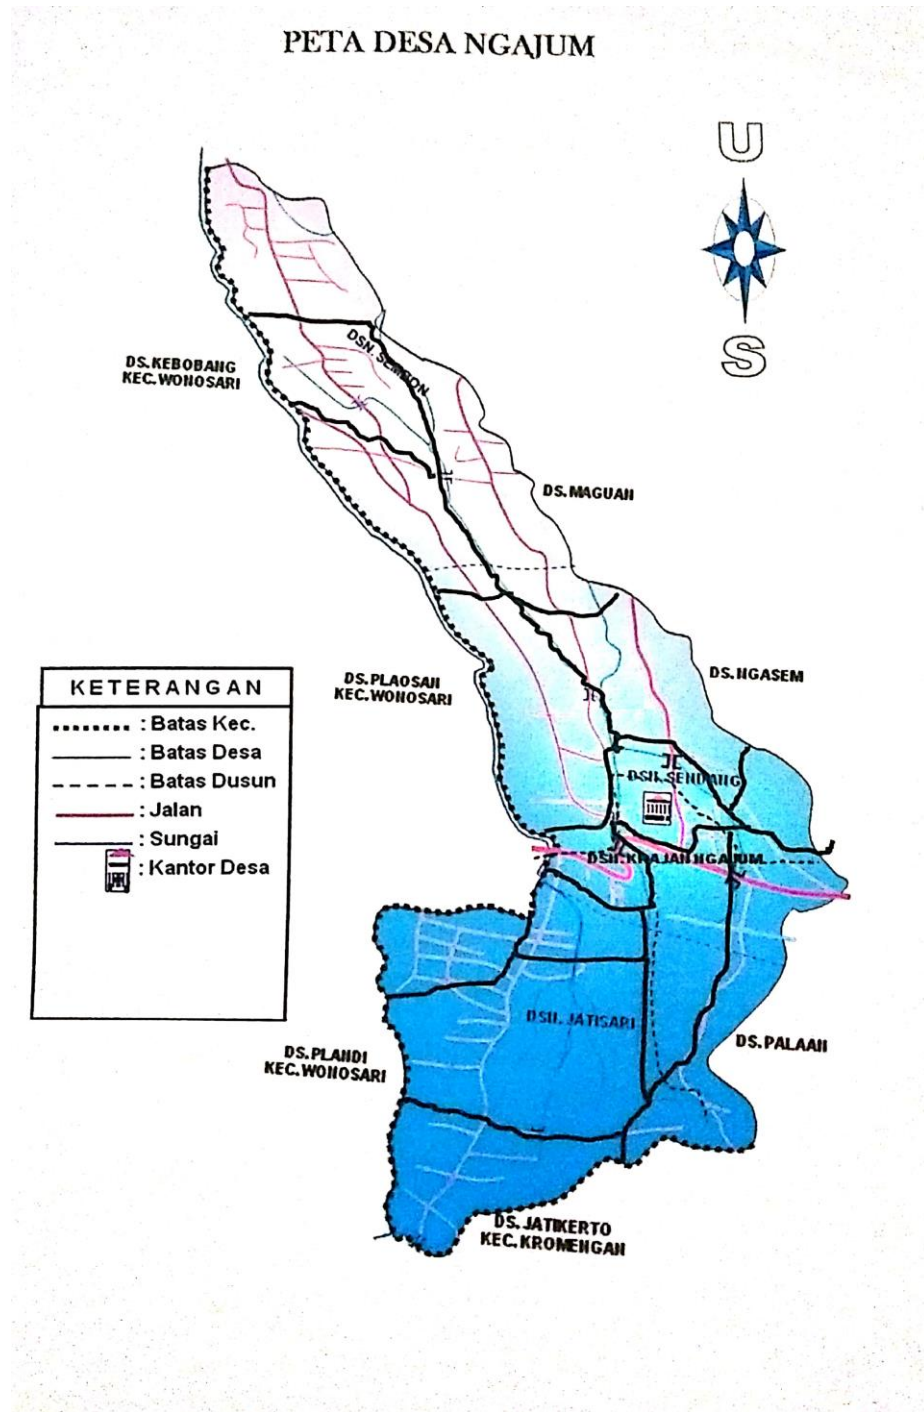 PETA DESA NGAJUM
U
S
DS.KEBOBANG
KEC.WONOSARI
DSN. SEMBON
DS.MAGUAN
DS.PLAOSAN
KEC.WONOSARI
DS.NGASEM
KETERANGAN
: Batas Kec.
: Batas Desa
: Batas Dusun
: Jalan
: Sungai
: Kantor Desa
DSN. SENDANG
DSN. KRAJAN NGAJUM
DSN. JATISARI
DS.PALAAN
DS.PLANDI
KEC.WONOSARI
DS.JATIKERTO
KEC.KROMENGAN